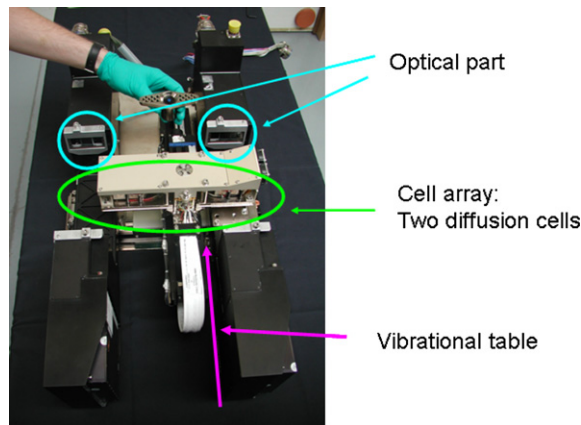 Optical part
Cell array:
Two diffusion cells
Vibrational table